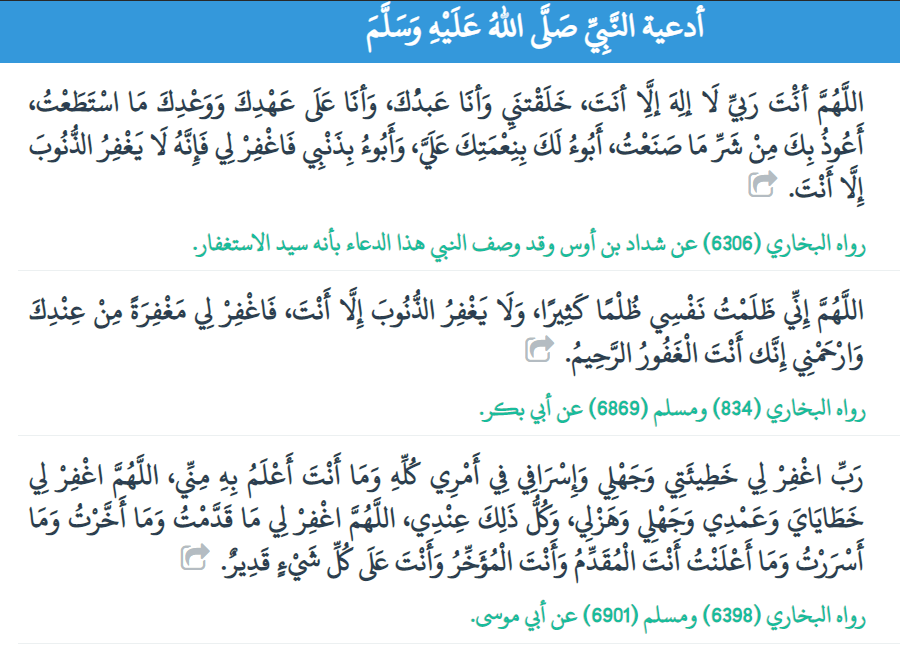 أدعية النَّبِيِّ صَلَّى اللهُ عَلَيْهِ وَسَلَّمَ
اللَّهُمَّ أَنْتَ رَبِّي لَا إِلهَ إِلَّا أَنَتَ، خَلَقْتنَي وَأَنَا عَبدُكَ، وَأَنَا عَلَى عَهْدِكَ وَوَعْدِكَ مَا اسْتَطَعْتُ،
أَعُوذُ بِكَ مِنْ شَرِّ مَا صَنَعْتُ، أَبُوءُ لَكَ بِنِعْمَتِكَ عَلَيَّ، وَأَبُوءُ بِذَنْبِي فَاغْفِرْ لِي فَإِنَّهُ لَا يَغْفِرُ الذُّنُوبَ
إِلَّا أَنْتَ.
رواه البخاري (6306) عن شداد بن أوس وقد وصف النبي هذا الدعاء بأنه سيد الاستغفار.
اللَّهُمَّ إِنِّي ظَلَمْتُ نَفْسِي ظُلْمًا كَثِيرًا، وَلَا يَغْفِرُ الذُّنُوبَ إِلَّا أَنْتَ، فَاغْفِرْ لِي مَغْفِرَةً مِنْ عِنْدِكَ
وَارْحَمْنِي إِنَّك أَنْتَ الْغَفُورُ الرَّحِيمُ.
رواه البخاري (834) ومسلم (6869) عن أبي بكر.
رَبِّ اغْفِرْ لِي خَطِيئَتِي وَجَهْلِي وَإِسْرَافِي فِي أَمْرِي كُلِّهِ وَمَا أَنْتَ أَعْلَمُ بِهِ مِنِّي، اللَّهُمَّ اغْفِرْ لِي
خَطَايَايَ وَعَمْدِي وَجَهْلِي وَهَزْلِي، وَكُلُّ ذَلِكَ عِنْدِي، اللَّهُمَّ اغْفِرْ لِي مَا قَدَّمْتُ وَمَا أَخَّرْتُ وَمَا
أَسْرَرْتُ وَمَا أَعْلَنْتُ أَنْتَ الْمُقَدِّمُ وَأَنْتَ الْمُؤَخِّرُ وَأَنْتَ عَلَى كُلِّ شَيْءٍ قَدِيرٌ.
رواه البخاري (6398) ومسلم (6901) عن أبي موسى.